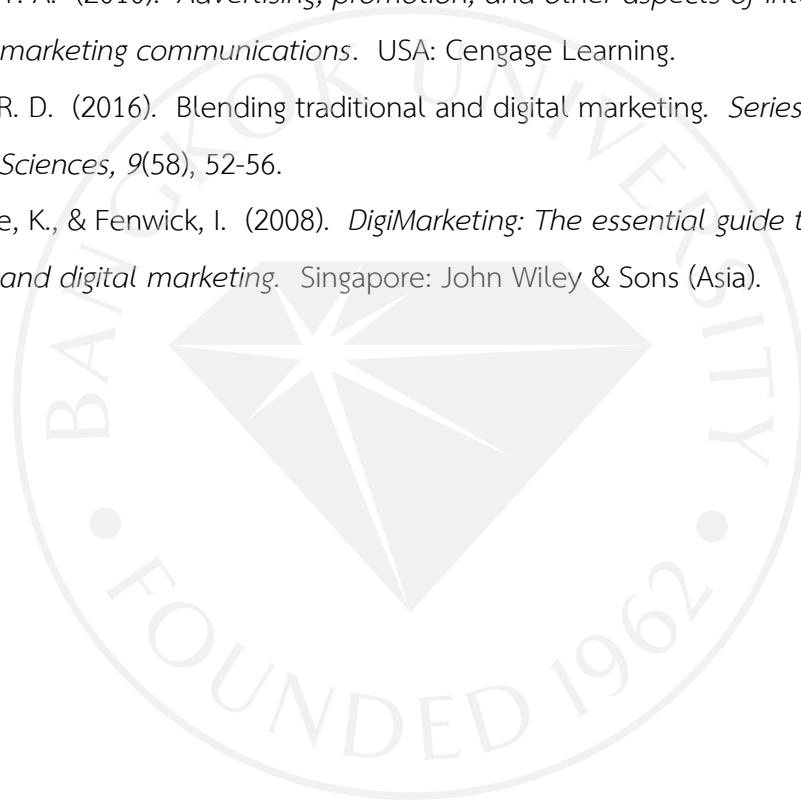 marketing communications. USA: Cengage Learning.
R. D. (2016). Blending traditional and digital marketing. Series
Sciences, 9(58), 52-56.
e, K., & Fenwick, I. (2008). DigiMarketing: The essential guide t
and digital marketing. Singapore: John Wiley & Sons (Asia).
BANGKOK UNIVERSITY
FOUNDED 1962